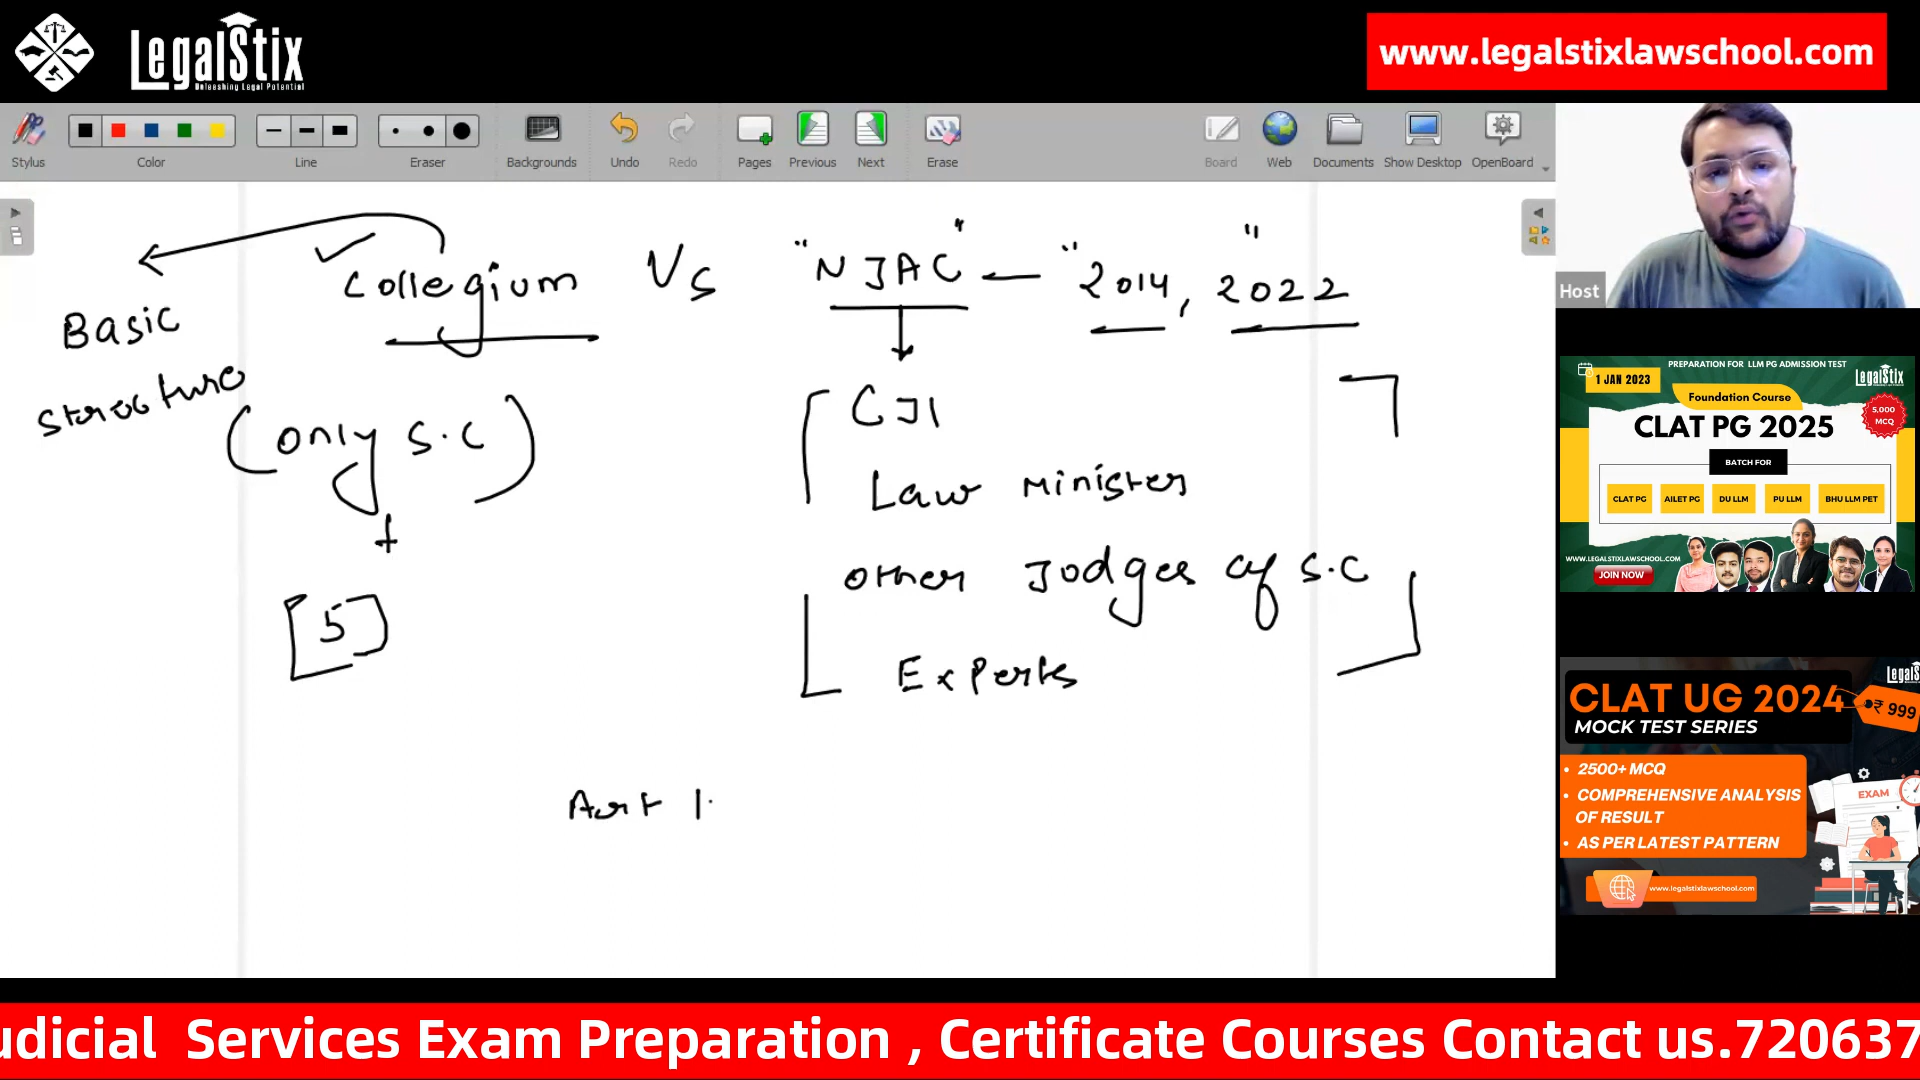 LegalStix
Unleashing Legal Potential
www.legalstixlawschool.com
Stylus
Color
Line
Eraser
Backgrounds
Undo
Redo
Pages
Previous
Next
Erase
Board
Web
Documents
Show Desktop
OpenBoard
Collegium Vs "NJAC" ← "2014, 2022"
Basic
structure
(only S.C)
+
[5]
CJI
Law Minister
other Judges of S.C
Experts
Art 1
Host
PREPARATION FOR LLM PG ADMISSION TEST
1 JAN 2023
LegalStix
Foundation Course
5,000
MCQ
CLAT PG 2025
BATCH FOR
CLAT PG
AILET PG
DU LLM
PU LLM
BHU LLM PET
WWW.LEGALSTIXLAWSCHOOL.COM
JOIN NOW
CLAT UG 2024
₹ 999
MOCK TEST SERIES
• 2500+ MCQ
• COMPREHENSIVE ANALYSIS
OF RESULT
• AS PER LATEST PATTERN
EXAM
www.legalstixlawschool.com
udicial Services Exam Preparation , Certificate Courses Contact us.720637